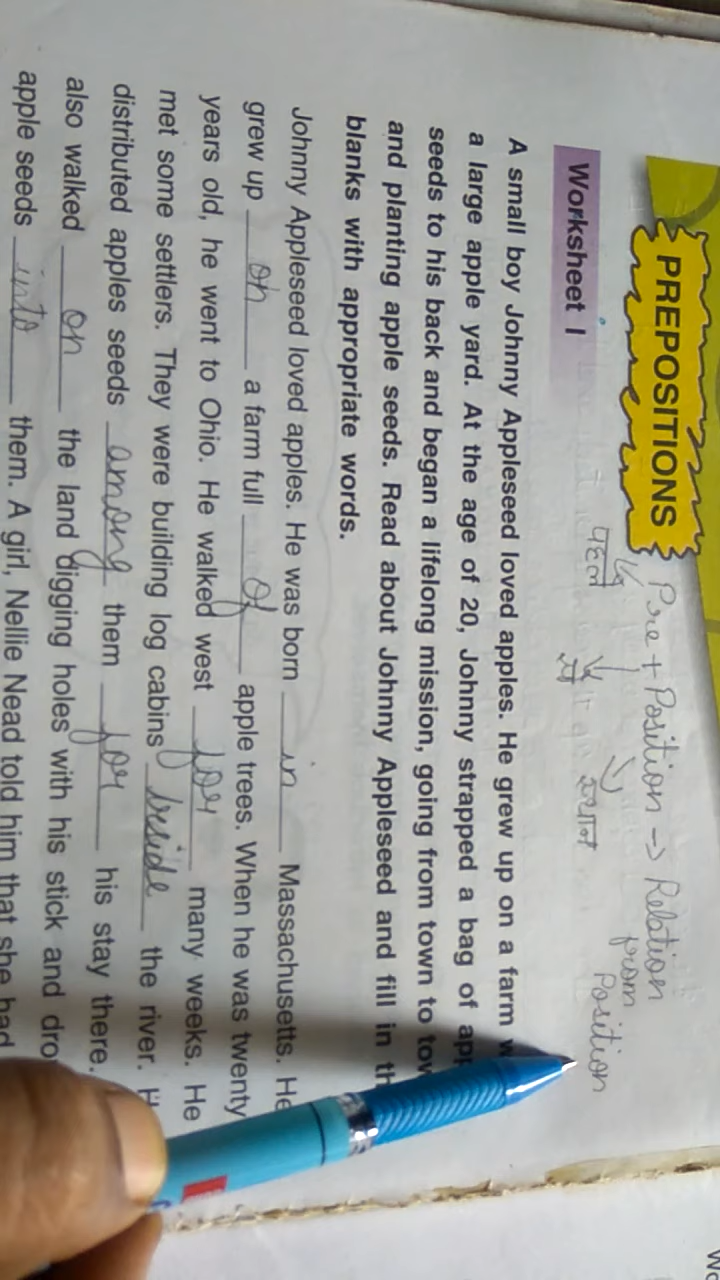 PREPOSITIONS
Pre + Position → Relation
from
Position
पहले से स्थान
Worksheet I
A small boy Johnny Appleseed loved apples. He grew up on a farm
a large apple yard. At the age of 20, Johnny strapped a bag of
seeds to his back and began a lifelong mission, going from town to
and planting apple seeds. Read about Johnny Appleseed and fill in
blanks with appropriate words.
Johnny Appleseed loved apples. He was born in Massachusetts. He
grew up on a farm full of apple trees. When he was twenty
years old, he went to Ohio. He walked west for many weeks. He
met some settlers. They were building log cabins beside the river.
distributed apples seeds among them for his stay there.
also walked on the land digging holes with his stick and
apple seeds into them. A girl, Nellie Nead told him that she had